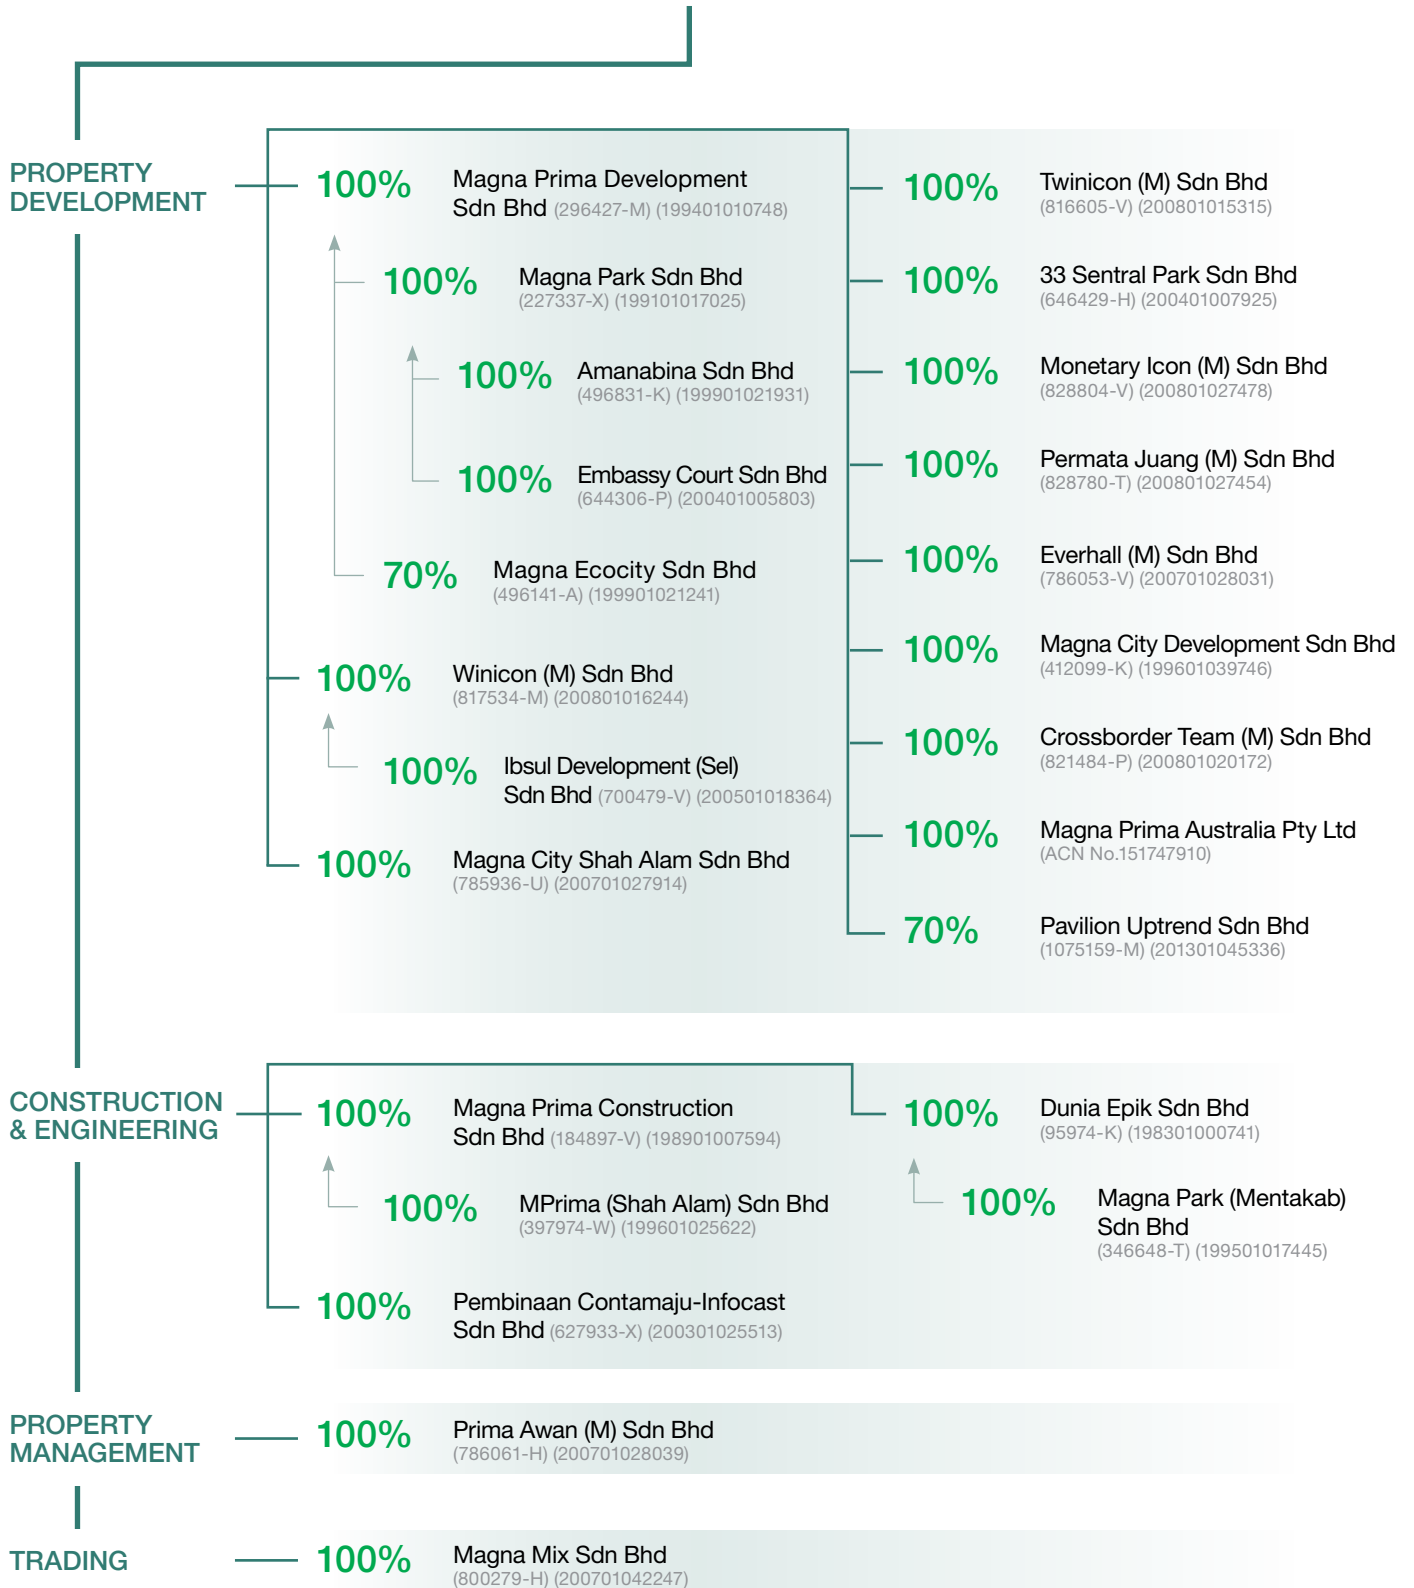 PROPERTY
DEVELOPMENT
100%
Magna Prima Development
Sdn Bhd (296427-M) (199401010748)
100%
Magna Park Sdn Bhd
(227337-X) (199101017025)
100%
Amanabina Sdn Bhd
(496831-K) (199901021931)
100%
Embassy Court Sdn Bhd
(644306-P) (200401005803)
70%
Magna Ecocity Sdn Bhd
(496141-A) (199901021241)
100%
Winicon (M) Sdn Bhd
(817534-M) (200801016244)
100%
Ibsul Development (Sel)
Sdn Bhd (700479-V) (200501018364)
100%
Magna City Shah Alam Sdn Bhd
(785936-U) (200701027914)
100%
Twinicon (M) Sdn Bhd
(816605-V) (200801015315)
100%
33 Sentral Park Sdn Bhd
(646429-H) (200401007925)
100%
Monetary Icon (M) Sdn Bhd
(828804-V) (200801027478)
100%
Permata Juang (M) Sdn Bhd
(828780-T) (200801027454)
100%
Everhall (M) Sdn Bhd
(786053-V) (200701028031)
100%
Magna City Development Sdn Bhd
(412099-K) (199601039746)
100%
Crossborder Team (M) Sdn Bhd
(821484-P) (200801020172)
100%
Magna Prima Australia Pty Ltd
(ACN No.151747910)
70%
Pavilion Uptrend Sdn Bhd
(1075159-M) (201301045336)
CONSTRUCTION
& ENGINEERING
100%
Magna Prima Construction
Sdn Bhd (184897-V) (198901007594)
100%
MPrima (Shah Alam) Sdn Bhd
(397974-W) (199601025622)
100%
Pembinaan Contamaju-Infocast
Sdn Bhd (627933-X) (200301025513)
100%
Dunia Epik Sdn Bhd
(95974-K) (198301000741)
100%
Magna Park (Mentakab)
Sdn Bhd
(346648-T) (199501017445)
PROPERTY
MANAGEMENT
100%
Prima Awan (M) Sdn Bhd
(786061-H) (200701028039)
TRADING
100%
Magna Mix Sdn Bhd
(800279-H) (200701042247)